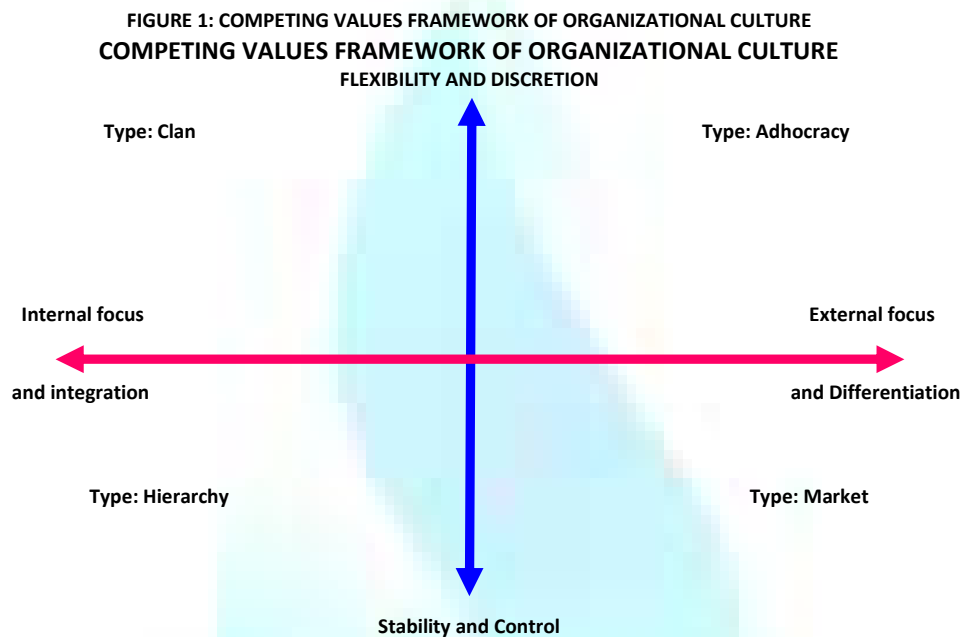 FIGURE 1: COMPETING VALUES FRAMEWORK OF ORGANIZATIONAL CULTURE
COMPETING VALUES FRAMEWORK OF ORGANIZATIONAL CULTURE
FLEXIBILITY AND DISCRETION
Type: Clan
Type: Adhocracy
Internal focus
External focus
and integration
and Differentiation
Type: Hierarchy
Type: Market
Stability and Control